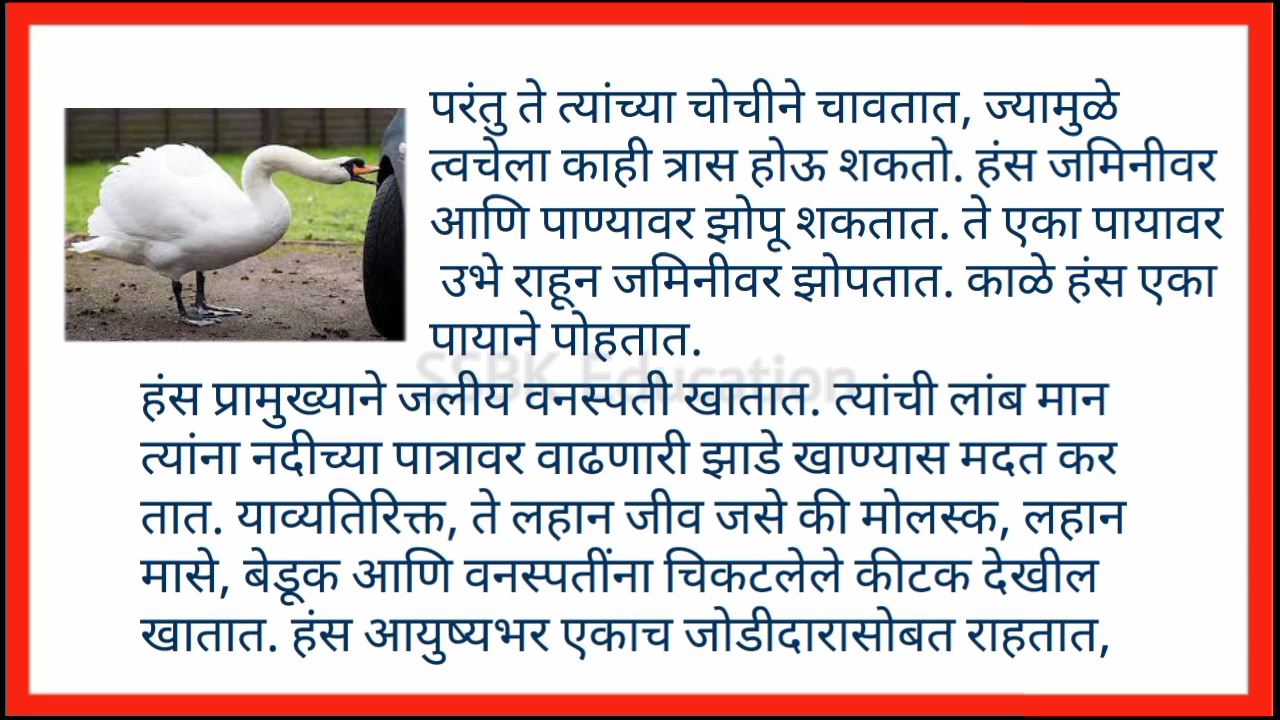 परंतु ते त्यांच्या चोचीने चावतात, ज्यामुळे
त्वचेला काही त्रास होऊ शकतो. हंस जमिनीवर
आणि पाण्यावर झोपू शकतात. ते एका पायावर
उभे राहून जमिनीवर झोपतात. काळे हंस एका
पायाने पोहतात.
SSBK Education
हंस प्रामुख्याने जलीय वनस्पती खातात. त्यांची लांब मान
त्यांना नदीच्या पात्रावर वाढणारी झाडे खाण्यास मदत कर
तात. याव्यतिरिक्त, ते लहान जीव जसे की मोलस्क, लहान
मासे, बेडूक आणि वनस्पतींना चिकटलेले कीटक देखील
खातात. हंस आयुष्यभर एकाच जोडीदारासोबत राहतात,